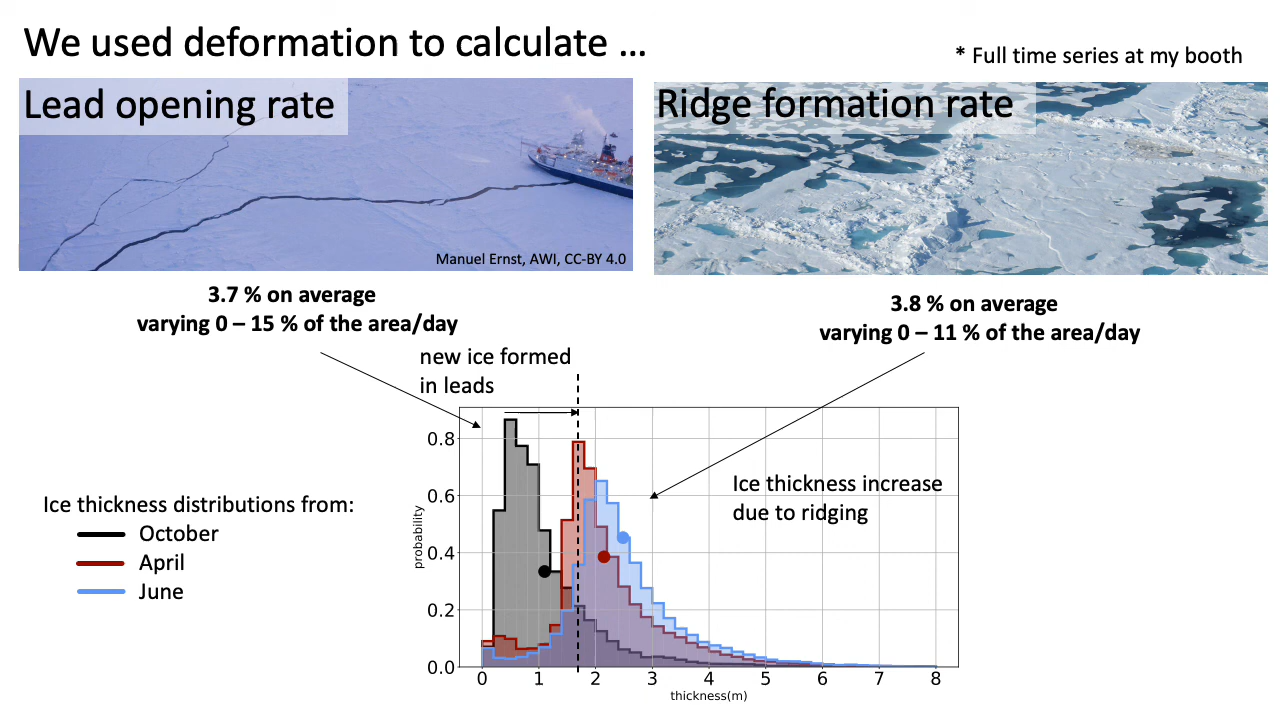 We used deformation to calculate …
* Full time series at my booth
Lead opening rate
Ridge formation rate
Manuel Ernst, AWI, CC-BY 4.0
3.7 % on average
varying 0 – 15 % of the area/day
3.8 % on average
varying 0 – 11 % of the area/day
new ice formed
in leads
Ice thickness increase
due to ridging
Ice thickness distributions from:
October
April
June
probability
0.8
0.6
0.4
0.2
0.0
0 1 2 3 4 5 6 7 8
thickness(m)